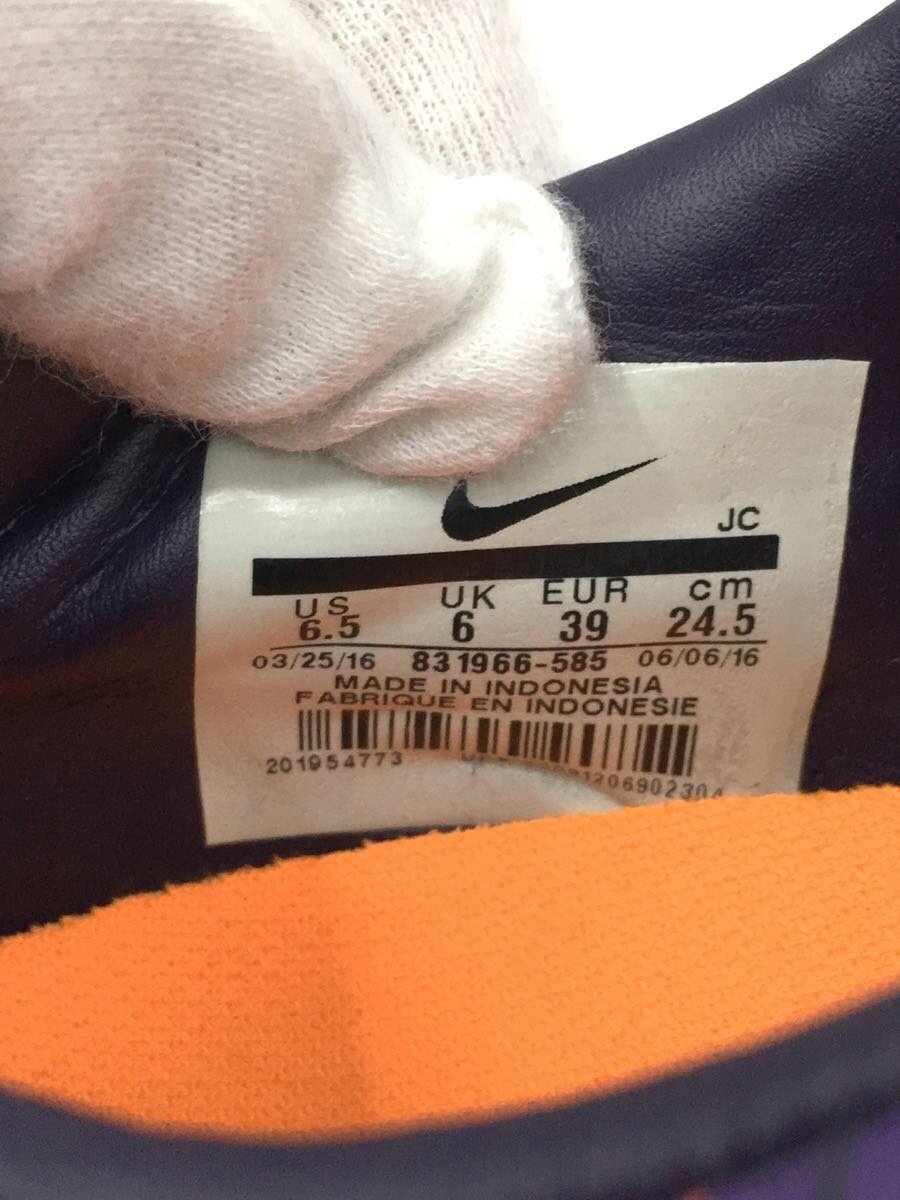 JC
US UK EUR cm
6.5 6 39 24.5
03/25/16 831966-585 06/06/16
MADE IN INDONESIA
FABRIQUE EN INDONESIE
201954773